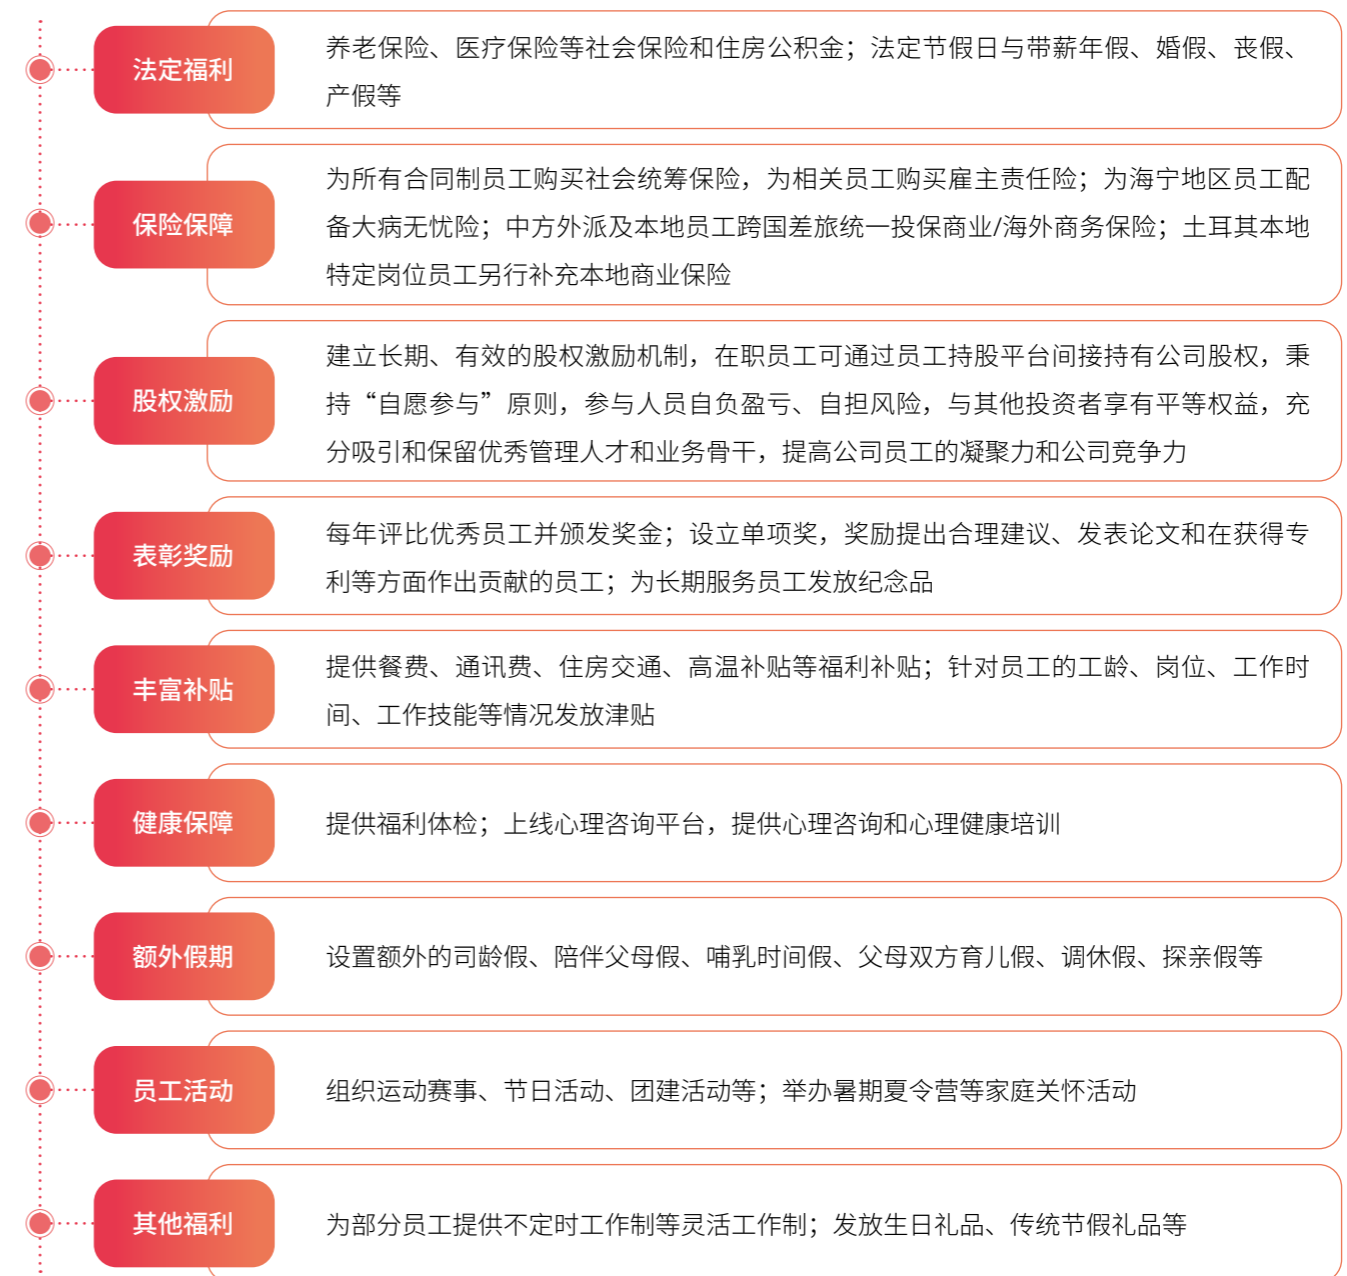 法定福利
养老保险、医疗保险等社会保险和住房公积金；法定节假日与带薪年假、婚假、丧假、
产假等
保险保障
为所有合同制员工购买社会统筹保险，为相关员工购买雇主责任险；为海宁地区员工配
备大病无忧险；中方外派及本地员工跨国差旅统一投保商业/海外商务保险；土耳其本地
特定岗位员工另行补充本地商业保险
股权激励
建立长期、有效的股权激励机制，在职员工可通过员工持股平台间接持有公司股权，秉
持“自愿参与”原则，参与人员自负盈亏、自担风险，与其他投资者享有平等权益，充
分吸引和保留优秀管理人才和业务骨干，提高公司员工的凝聚力和公司竞争力
表彰奖励
每年评比优秀员工并颁发奖金；设立单项奖，奖励提出合理建议、发表论文和在获得专
利等方面作出贡献的员工；为长期服务员工发放纪念品
丰富补贴
提供餐费、通讯费、住房交通、高温补贴等福利补贴；针对员工的工龄、岗位、工作时
间、工作技能等情况发放津贴
健康保障
提供福利体检；上线心理咨询平台，提供心理咨询和心理健康培训
额外假期
设置额外的司龄假、陪伴父母假、哺乳时间假、父母双方育儿假、调休假、探亲假等
员工活动
组织运动赛事、节日活动、团建活动等；举办暑期夏令营等家庭关怀活动
其他福利
为部分员工提供不定时工作制等灵活工作制；发放生日礼品、传统节假礼品等